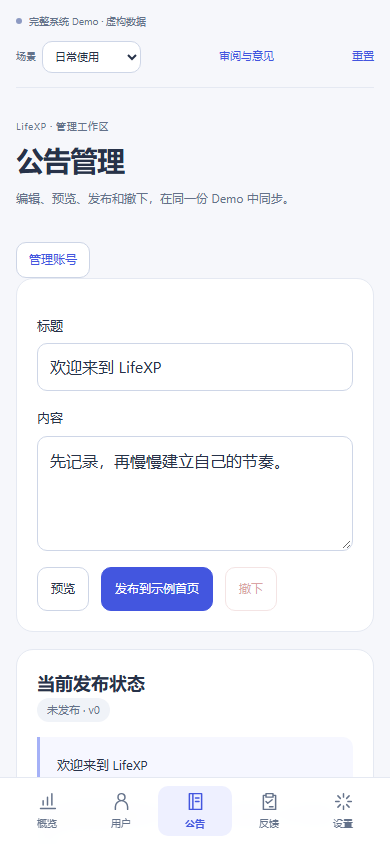 完整系统 Demo · 虚构数据
场景 日常使用 审阅与意见 重置
LifeXP · 管理工作区
公告管理
编辑、预览、发布和撤下，在同一份 Demo 中同步。
管理账号
标题
欢迎来到 LifeXP
内容
先记录，再慢慢建立自己的节奏。
预览 发布到示例首页 撤下
当前发布状态
未发布 · v0
欢迎来到 LifeXP
概览 用户 公告 反馈 设置